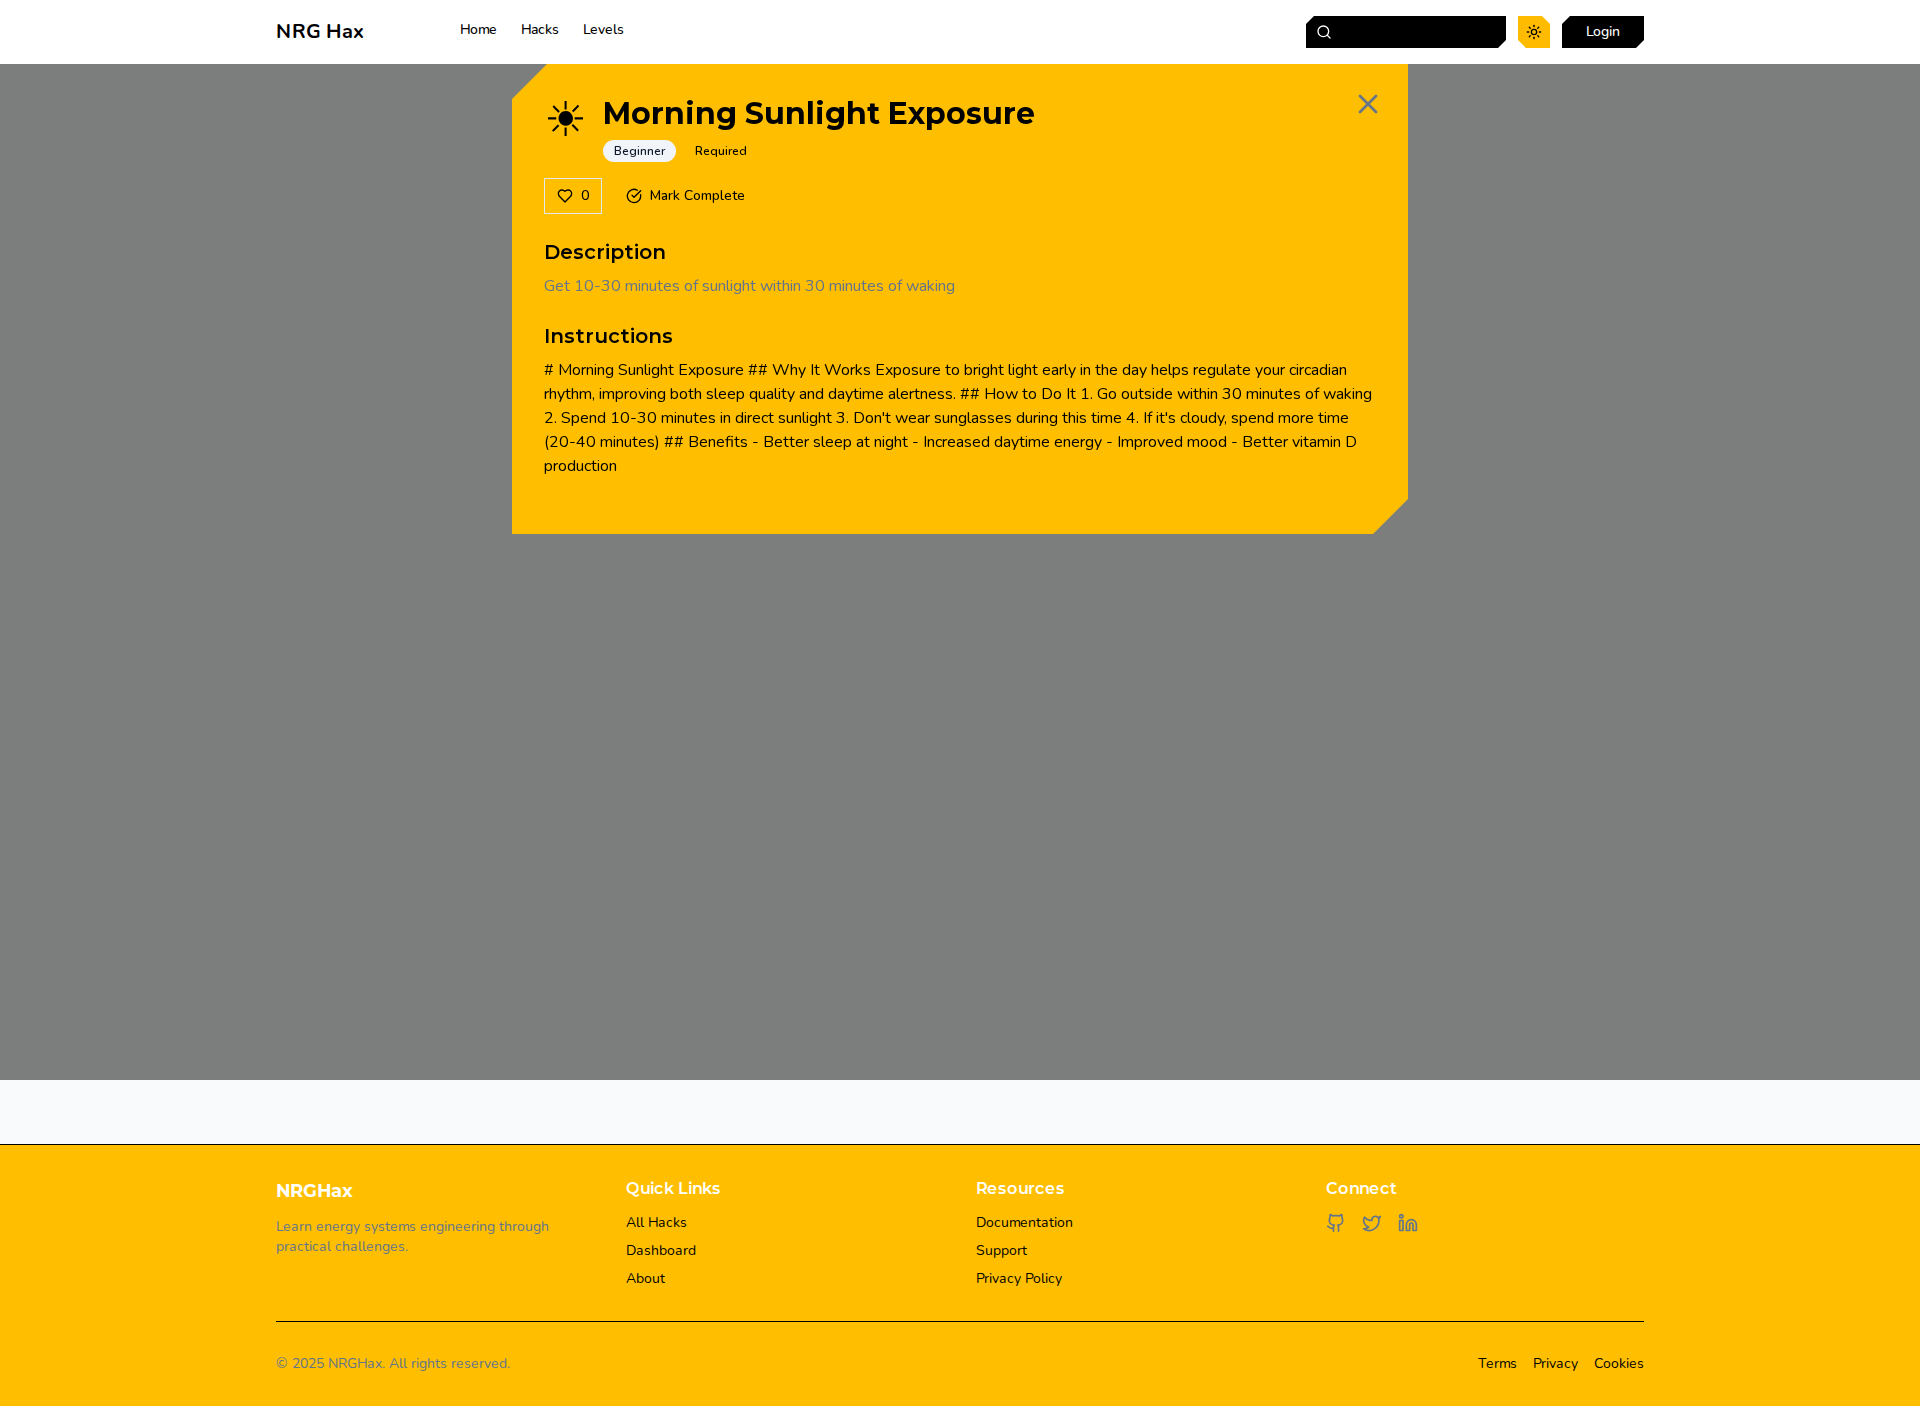 NRG Hax
Home Hacks Levels
Login
Morning Sunlight Exposure
Beginner Required
0 Mark Complete
Description
Get 10-30 minutes of sunlight within 30 minutes of waking
Instructions
# Morning Sunlight Exposure ## Why It Works Exposure to bright light early in the day helps regulate your circadian
rhythm, improving both sleep quality and daytime alertness. ## How to Do It 1. Go outside within 30 minutes of waking
2. Spend 10-30 minutes in direct sunlight 3. Don't wear sunglasses during this time 4. If it's cloudy, spend more time
(20-40 minutes) ## Benefits - Better sleep at night - Increased daytime energy - Improved mood - Better vitamin D
production
NRGHax
Learn energy systems engineering through
practical challenges.
Quick Links
All Hacks
Dashboard
About
Resources
Documentation
Support
Privacy Policy
Connect
© 2025 NRGHax. All rights reserved.
Terms Privacy Cookies